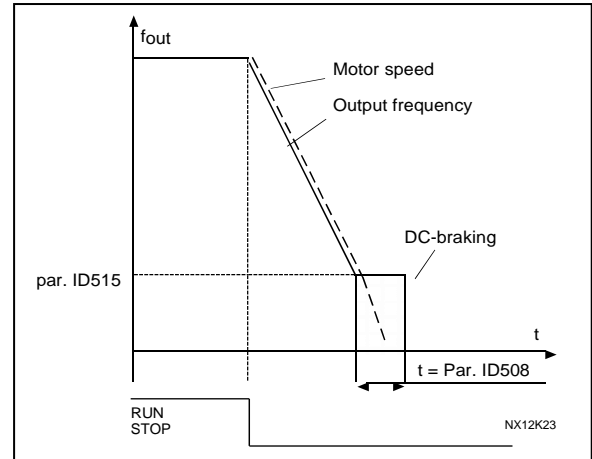 fout
Motor speed
Output frequency
DC-braking
par. ID515
t
t = Par. ID508
RUN
STOP
NX12K23